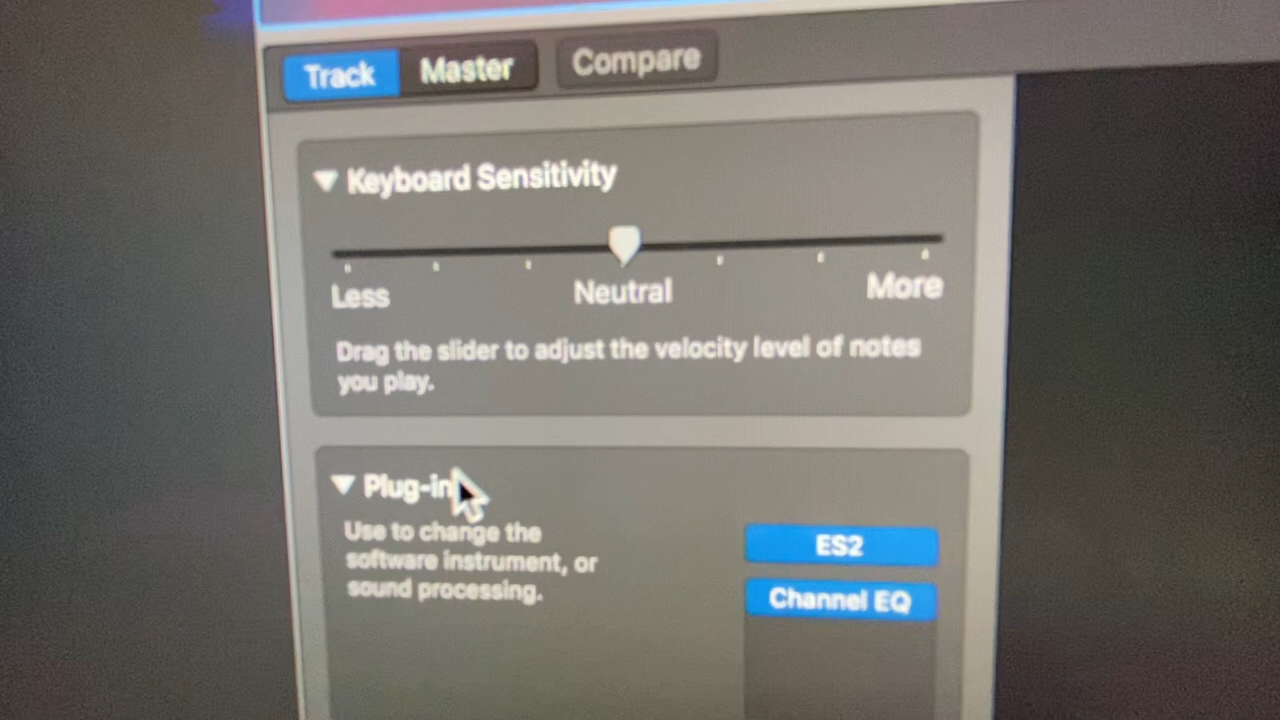 Track Master Compare
Keyboard Sensitivity
Less Neutral More
Drag the slider to adjust the velocity level of notes
you play.
Plug-in
Use to change the
software instrument, or
sound processing.
ES2
Channel EQ